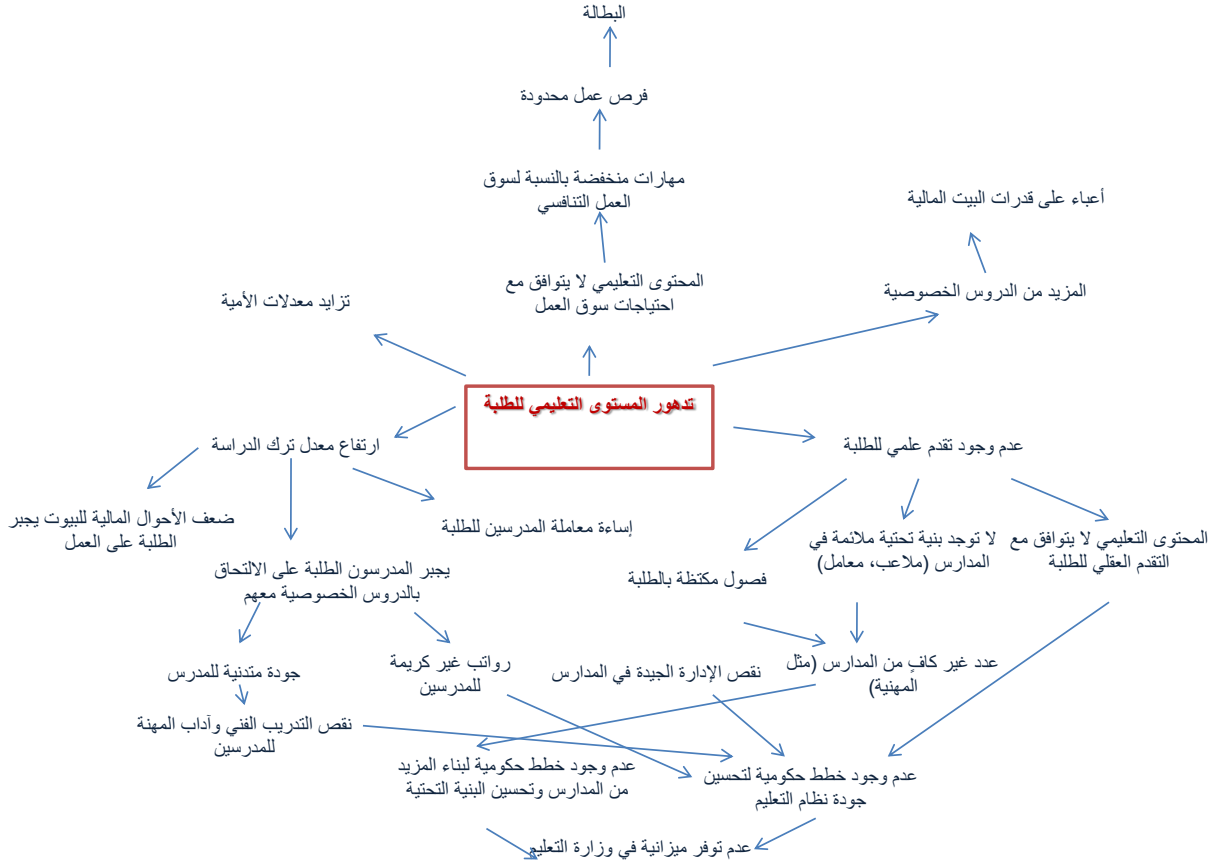 البطالة
فرص عمل محدودة
مهارات منخفضة بالنسبة لسوق
العمل التنافسي
أعباء على قدرات البيت المالية
المحتوى التعليمي لا يتوافق مع
احتياجات سوق العمل
المزيد من الدروس الخصوصية
تزايد معدلات الأمية
تدهور المستوى التعليمي للطلبة
عدم وجود تقدم علمي للطلبة
ارتفاع معدل ترك الدراسة
المحتوى التعليمي لا يتوافق مع
التقدم العقلي للطلبة
لا توجد بنية تحتية ملائمة في
المدارس (ملاعب، معامل)
فصول مكتظة بالطلبة
إساءة معاملة المدرسين للطلبة
ضعف الأحوال المالية للبيوت يجبر
الطلبة على العمل
يجبر المدرسون الطلبة على الالتحاق
بالدروس الخصوصية معهم
عدد غير كافٍ من المدارس (مثل
المهنية)
نقص الإدارة الجيدة في المدارس
رواتب غير كريمة
للمدرسين
جودة متدنية للمدرس
نقص التدريب الفني وآداب المهنة
للمدرسين
عدم وجود خطط حكومية لتحسين
جودة نظام التعليم
عدم وجود خطط حكومية لبناء المزيد
من المدارس وتحسين البنية التحتية
عدم توفر ميزانية في وزارة التعليم